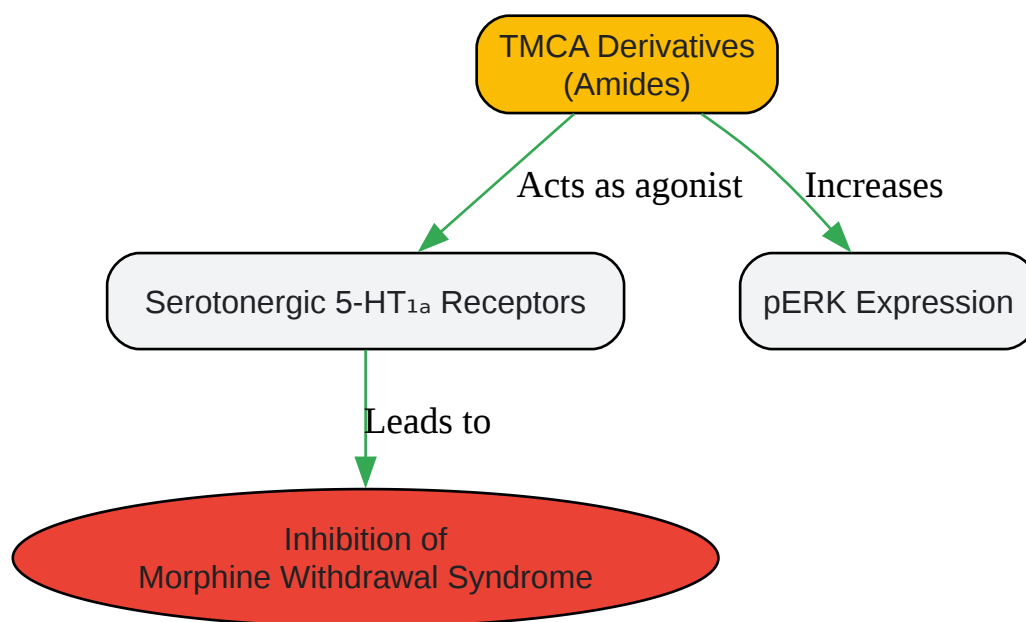 TMCA Derivatives
(Amides)
Acts as agonist
Increases
Serotonergic 5-HT₁ₐ Receptors
pERK Expression
Leads to
Inhibition of
Morphine Withdrawal Syndrome